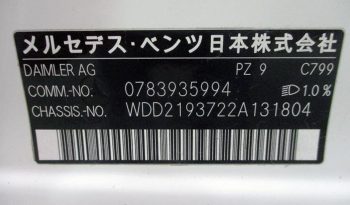 メルセデス・ベンツ日本株式会社
DAIMLER AG PZ 9 C799
COMM.-NO. 0783935994 1.0%
CHASSIS.-NO. WDD2193722A131804